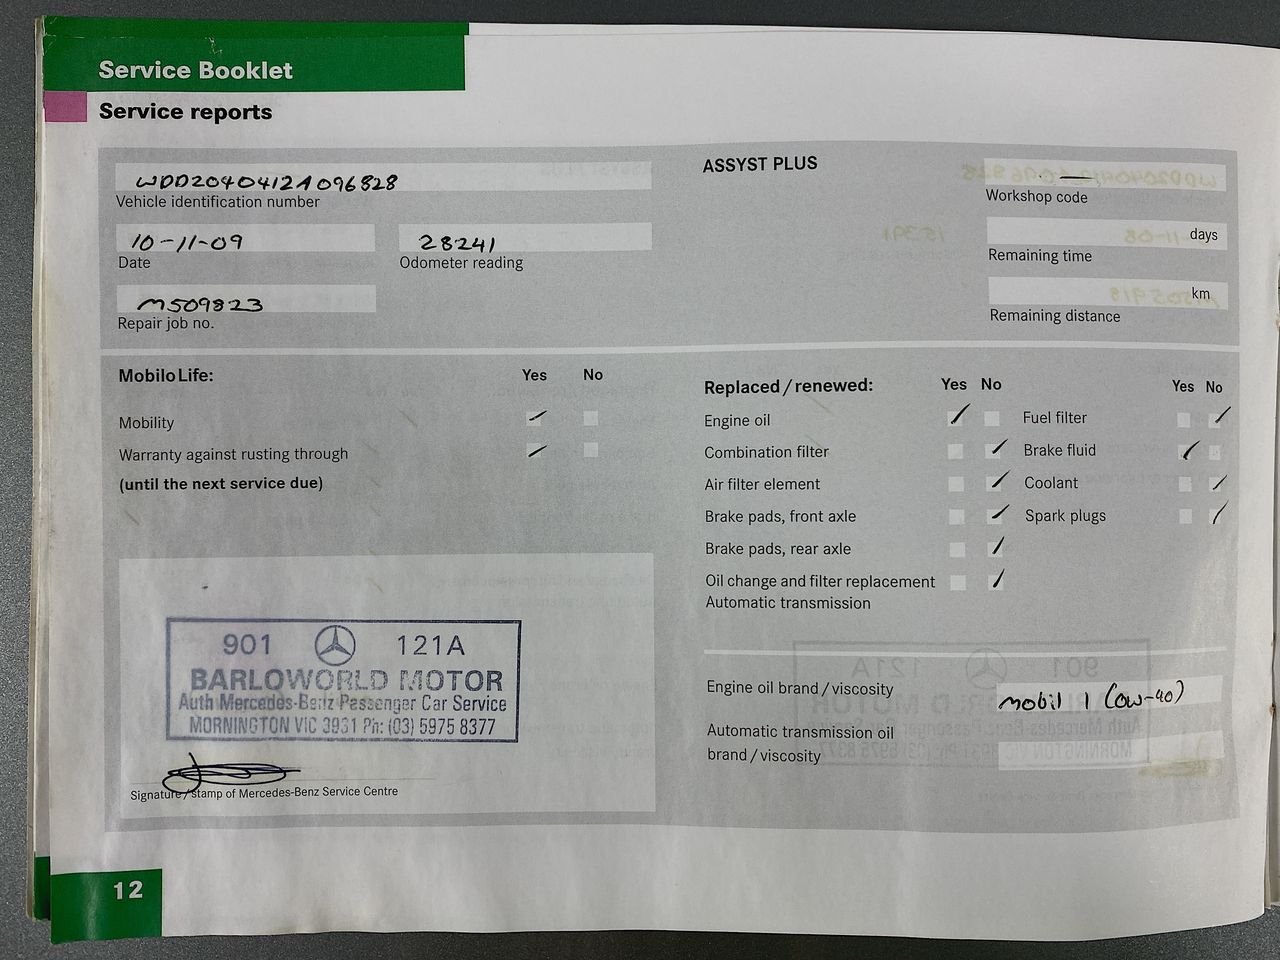 Service Booklet
Service reports
WDD2040412A096828
Vehicle identification number
10-11-09
Date
28241
Odometer reading
M509823
Repair job no.
ASSYST PLUS
Workshop code
days
Remaining time
km
Remaining distance
MobiloLife: Yes No
Mobility
Warranty against rusting through
(until the next service due)
901 121A
BARLOWORLD MOTOR
Auth Mercedes-Benz Passenger Car Service
MORNINGTON VIC 3931 Ph: (03) 5975 8377
Signature/stamp of Mercedes-Benz Service Centre
Replaced/renewed: Yes No Yes No
Engine oil Fuel filter
Combination filter Brake fluid
Air filter element Coolant
Brake pads, front axle Spark plugs
Brake pads, rear axle
Oil change and filter replacement
Automatic transmission
Engine oil brand/viscosity
mobil 1 (0w-40)
Automatic transmission oil
brand/viscosity
12